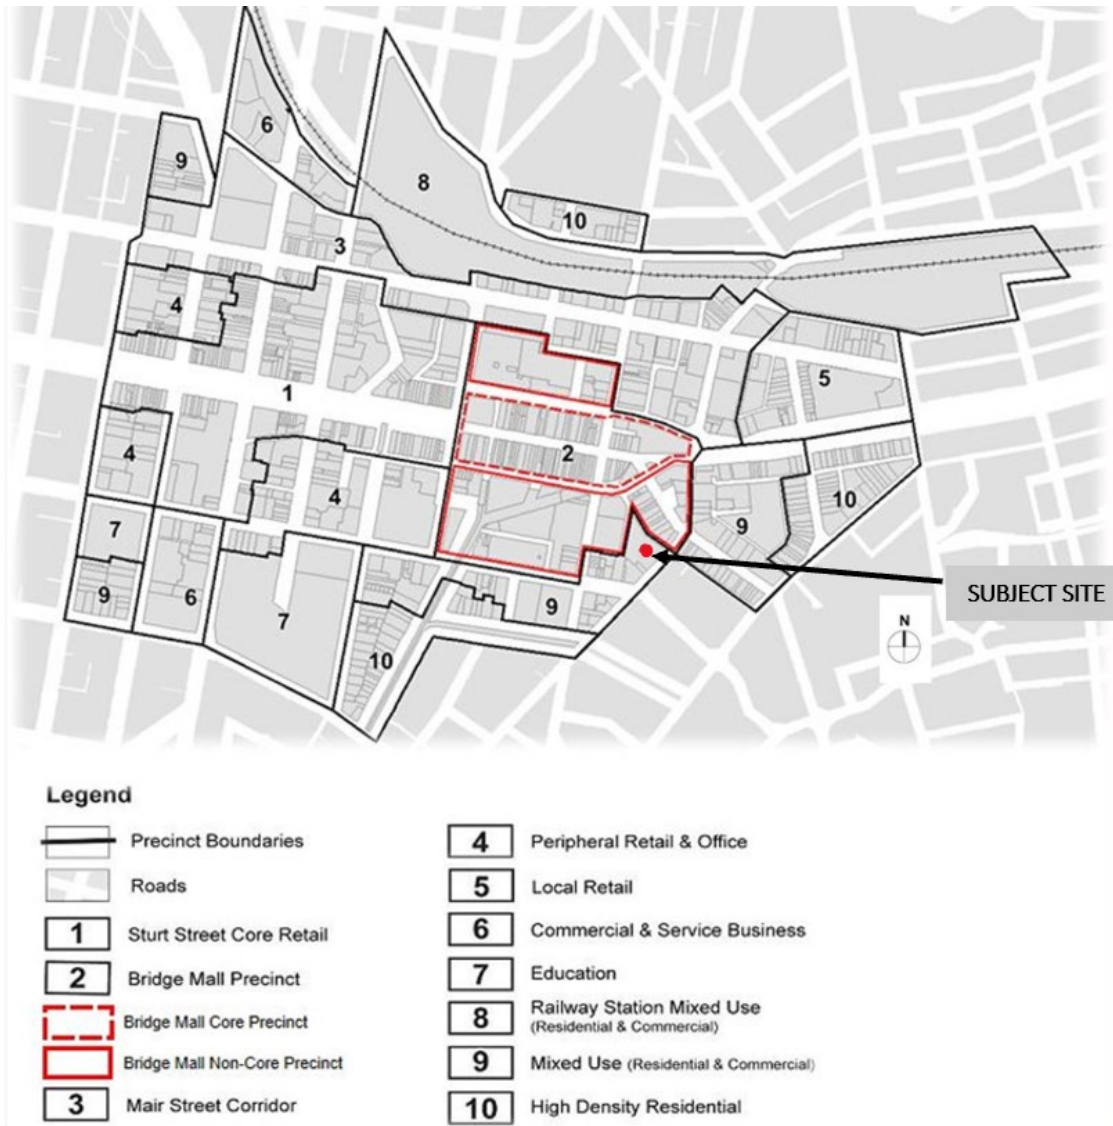 6
9
8
10
3
4
5
1
2
4
4
10
9
7
SUBJECT SITE
9
6
9
7
N
10
Legend
Precinct Boundaries
Roads
1 Sturt Street Core Retail
2 Bridge Mall Precinct
Bridge Mall Core Precinct
Bridge Mall Non-Core Precinct
3 Mair Street Corridor
4 Peripheral Retail & Office
5 Local Retail
6 Commercial & Service Business
7 Education
8 Railway Station Mixed Use
(Residential & Commercial)
9 Mixed Use (Residential & Commercial)
10 High Density Residential